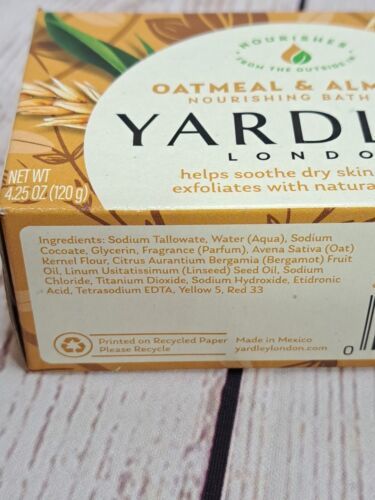 NOURISHES
FROM THE OUTSIDE IN
OATMEAL & ALM
NOURISHING BATH
YARDL
LONDO
helps soothe dry skin
exfoliates with natura
NET WT
4.25 OZ (120 g)
Ingredients: Sodium Tallowate, Water (Aqua), Sodium
Cocoate, Glycerin, Fragrance (Parfum), Avena Sativa (Oat)
Kernel Flour, Citrus Aurantium Bergamia (Bergamot) Fruit
Oil, Linum Usitatissimum (Linseed) Seed Oil, Sodium
Chloride, Titanium Dioxide, Sodium Hydroxide, Etidronic
Acid, Tetrasodium EDTA, Yellow 5, Red 33
Printed on Recycled Paper
Please Recycle
Made in Mexico
yardleylondon.com
0